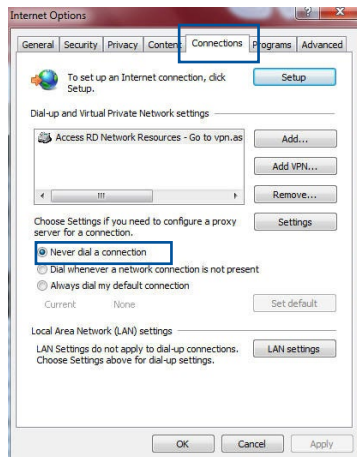 Internet Options
General Security Privacy Content Connections Programs Advanced
To set up an Internet connection, click
Setup.
Setup
Dial-up and Virtual Private Network settings
Access RD Network Resources - Go to vpn.as
Add...
Add VPN...
Remove...
Choose Settings if you need to configure a proxy
server for a connection.
Settings
Never dial a connection
Dial whenever a network connection is not present
Always dial my default connection
Current None
Set default
Local Area Network (LAN) settings
LAN Settings do not apply to dial-up connections.
Choose Settings above for dial-up settings.
LAN settings
OK Cancel Apply